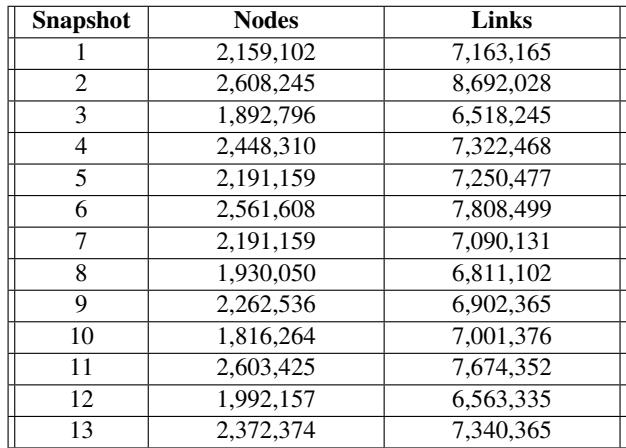 Snapshot Nodes Links
1 2,159,102 7,163,165
2 2,608,245 8,692,028
3 1,892,796 6,518,245
4 2,448,310 7,322,468
5 2,191,159 7,250,477
6 2,561,608 7,808,499
7 2,191,159 7,090,131
8 1,930,050 6,811,102
9 2,262,536 6,902,365
10 1,816,264 7,001,376
11 2,603,425 7,674,352
12 1,992,157 6,563,335
13 2,372,374 7,340,365